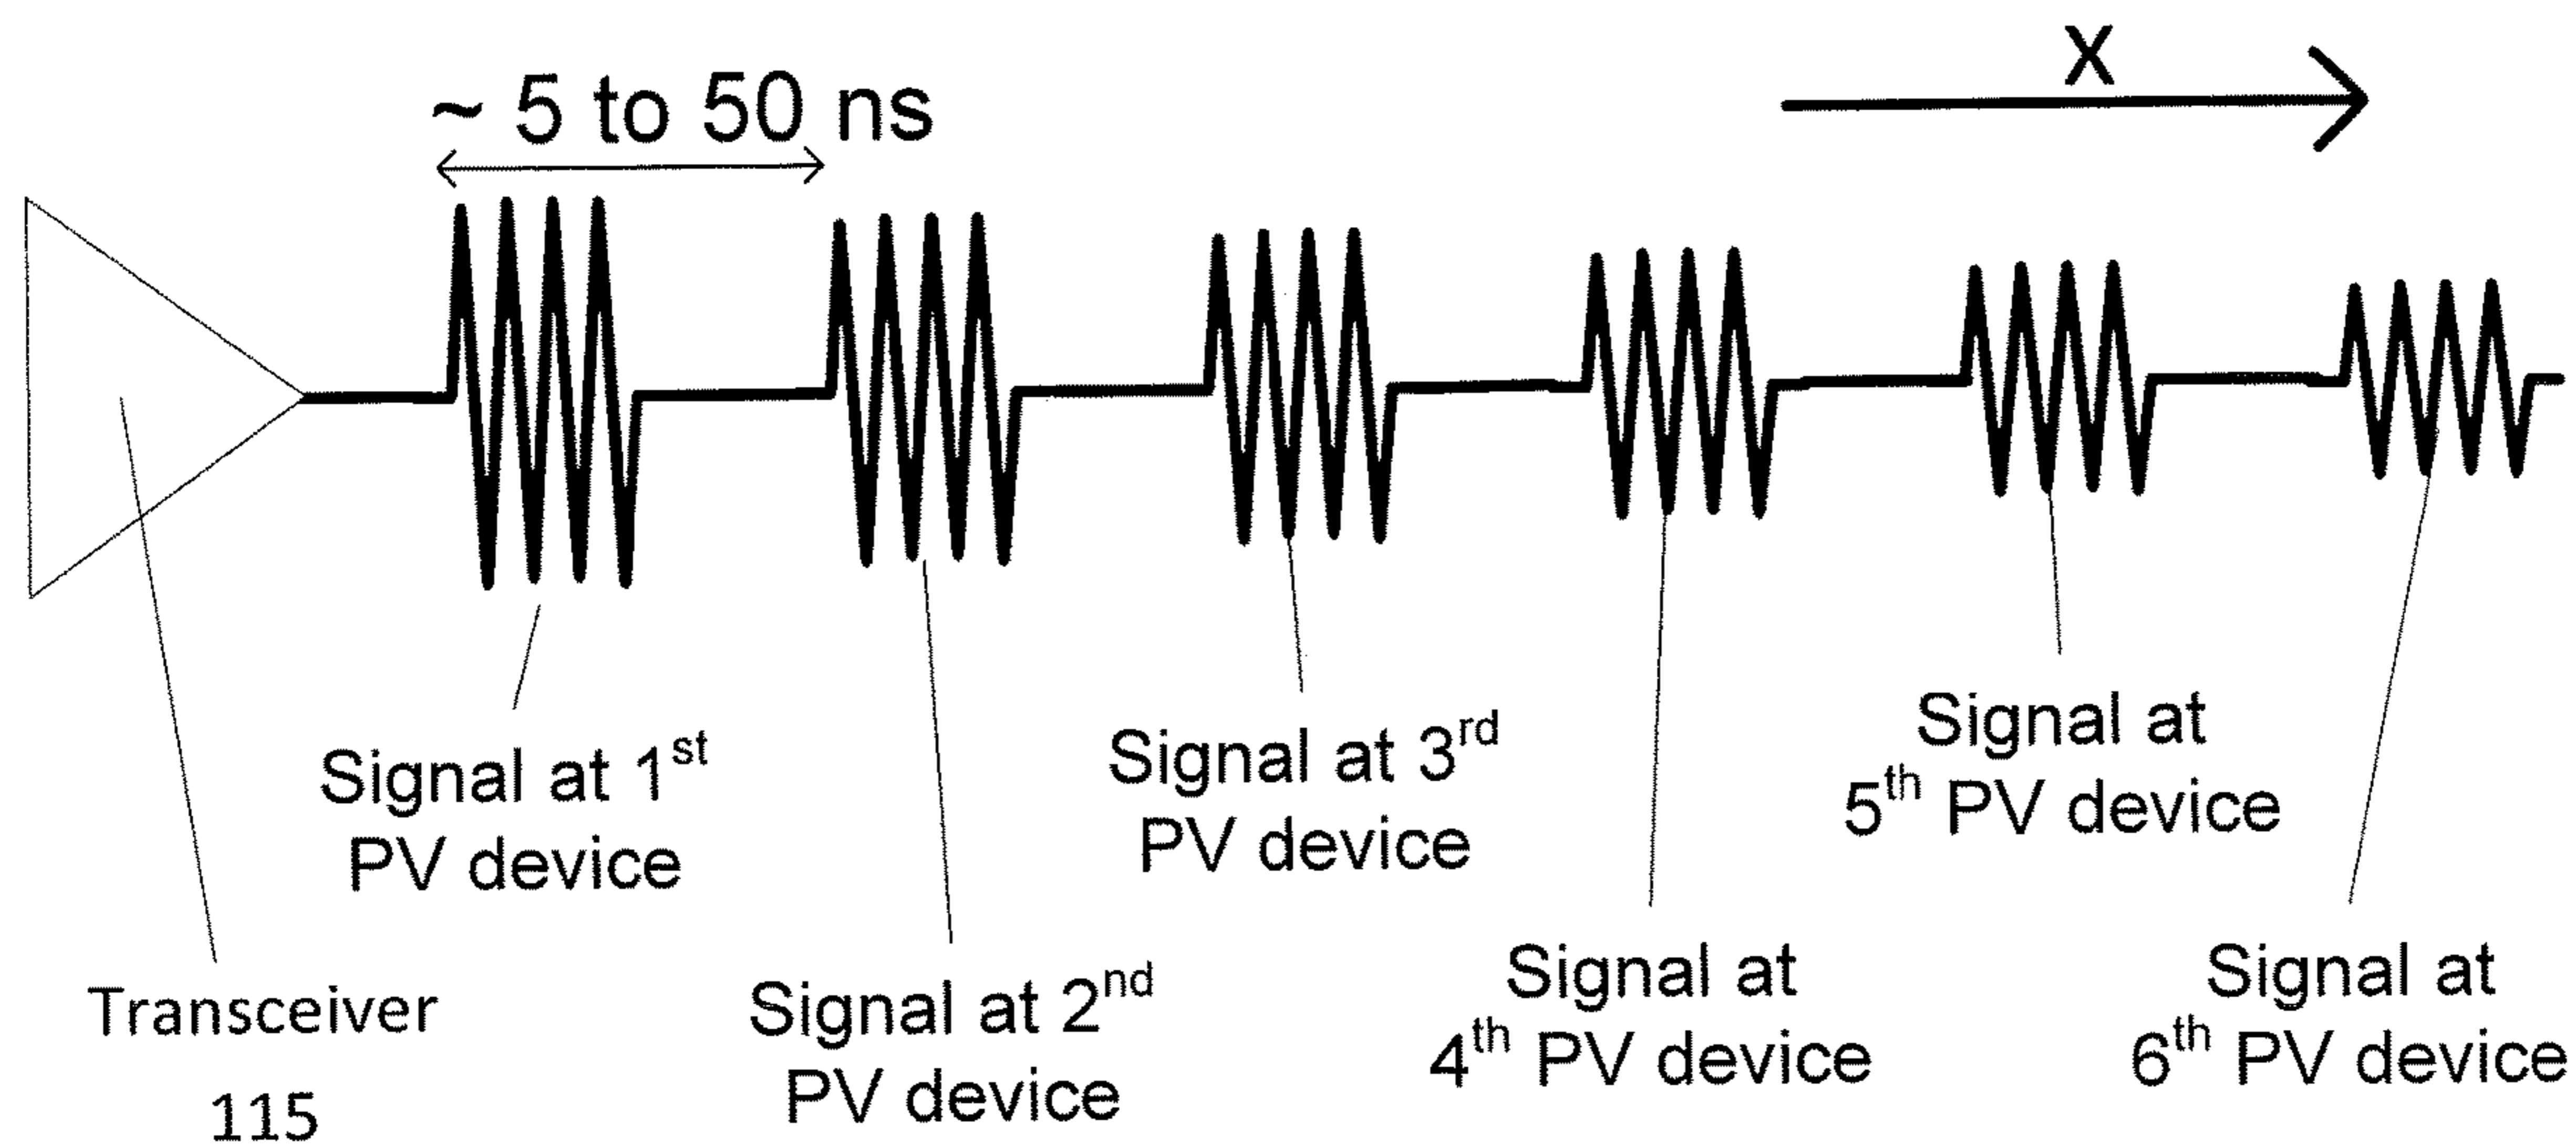 ~ 5 to 50 ns
X
Signal at 1st
PV device
Signal at 3rd
PV device
Signal at
5th PV device
Transceiver
115
Signal at 2nd
PV device
Signal at
4th PV device
Signal at
6th PV device